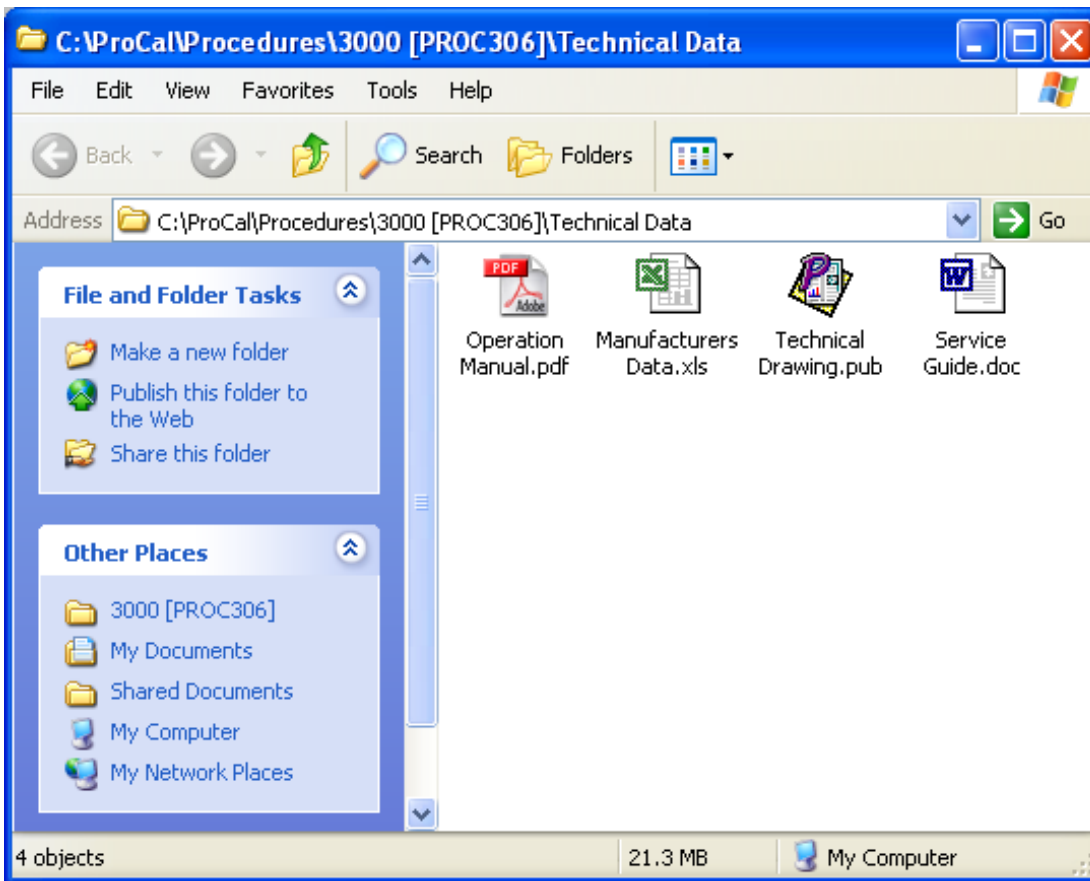 C:\ProCal\Procedures\3000 [PROC306]\Technical Data
File Edit View Favorites Tools Help
Back Search Folders
Address C:\ProCal\Procedures\3000 [PROC306]\Technical Data Go
File and Folder Tasks
Make a new folder
Publish this folder to
the Web
Share this folder
Other Places
3000 [PROC306]
My Documents
Shared Documents
My Computer
My Network Places
PDF
Adobe
Operation
Manual.pdf
Manufacturers
Data.xls
Technical
Drawing.pub
W
Service
Guide.doc
4 objects 21.3 MB My Computer